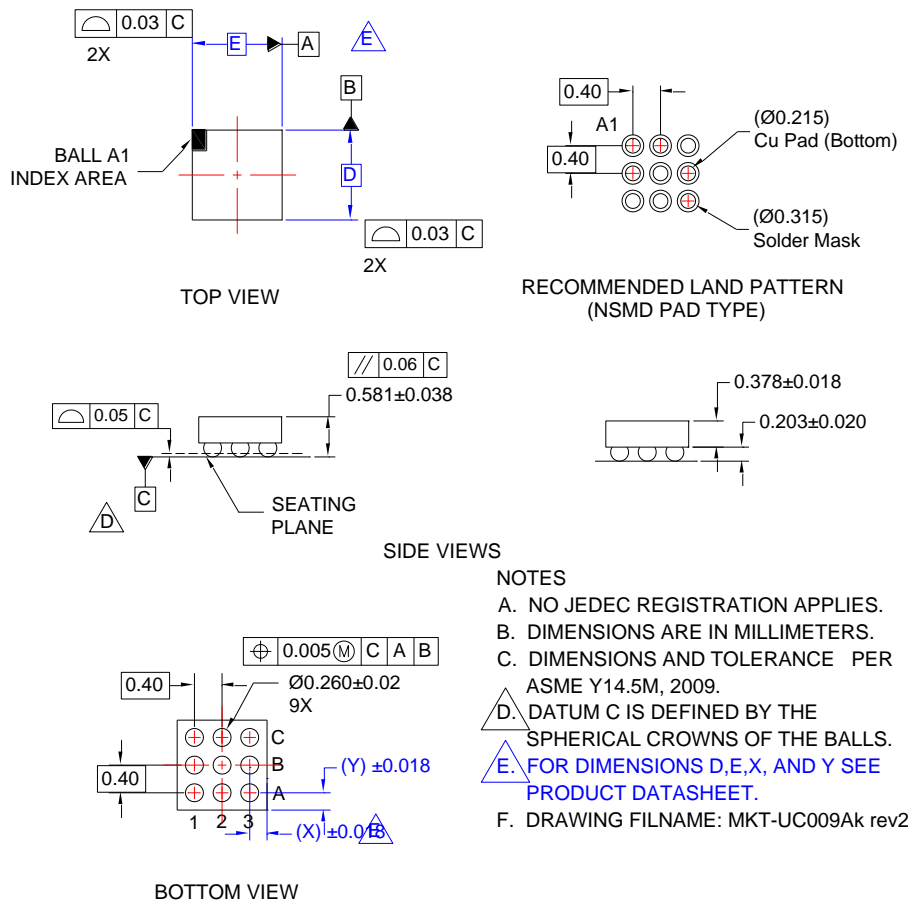 0.03 C
2X
E
A
E
B
BALL A1
INDEX AREA
D
0.03 C
2X
TOP VIEW
0.40
A1
0.40
(Ø0.215)
Cu Pad (Bottom)
(Ø0.315)
Solder Mask
RECOMMENDED LAND PATTERN
(NSMD PAD TYPE)
// 0.06 C
0.581±0.038
0.05 C
C
D
SEATING
PLANE
0.378±0.018
0.203±0.020
SIDE VIEWS
0.005Ⓜ C A B
0.40
Ø0.260±0.02
9X
C
B
A
0.40
1 2 3
(Y) ±0.018
(X) ±0.018
E
BOTTOM VIEW
NOTES
A. NO JEDEC REGISTRATION APPLIES.
B. DIMENSIONS ARE IN MILLIMETERS.
C. DIMENSIONS AND TOLERANCE PER
ASME Y14.5M, 2009.
D. DATUM C IS DEFINED BY THE
SPHERICAL CROWNS OF THE BALLS.
E. FOR DIMENSIONS D,E,X, AND Y SEE
PRODUCT DATASHEET.
F. DRAWING FILNAME: MKT-UC009Ak rev2